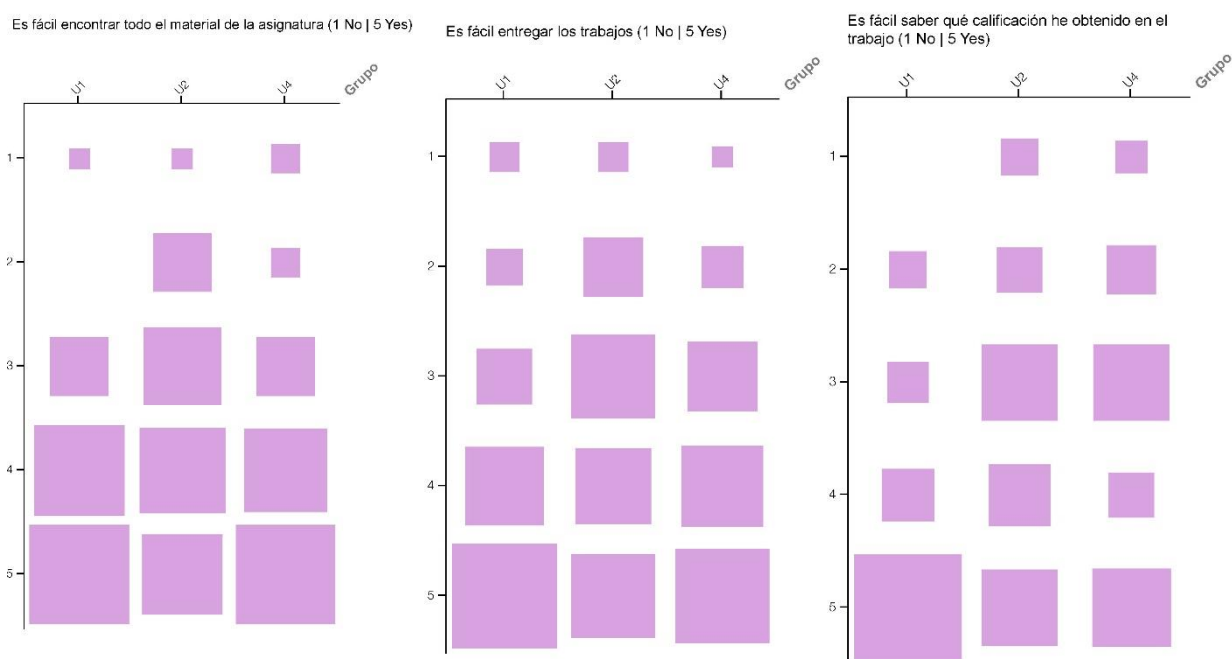 Es fácil encontrar todo el material de la asignatura (1 No | 5 Yes)
U1
U2
U4
Grupo
1
2
3
4
5
Es fácil entregar los trabajos (1 No | 5 Yes)
U1
U2
U4
Grupo
1
2
3
4
5
Es fácil saber qué calificación he obtenido en el
trabajo (1 No | 5 Yes)
U1
U2
U4
Grupo
1
2
3
4
5